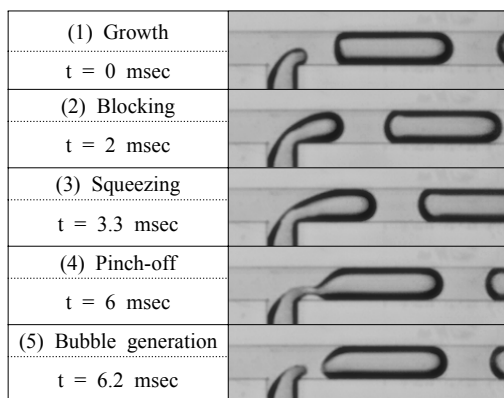 (1) Growth
t = 0 msec
(2) Blocking
t = 2 msec
(3) Squeezing
t = 3.3 msec
(4) Pinch-off
t = 6 msec
(5) Bubble generation
t = 6.2 msec